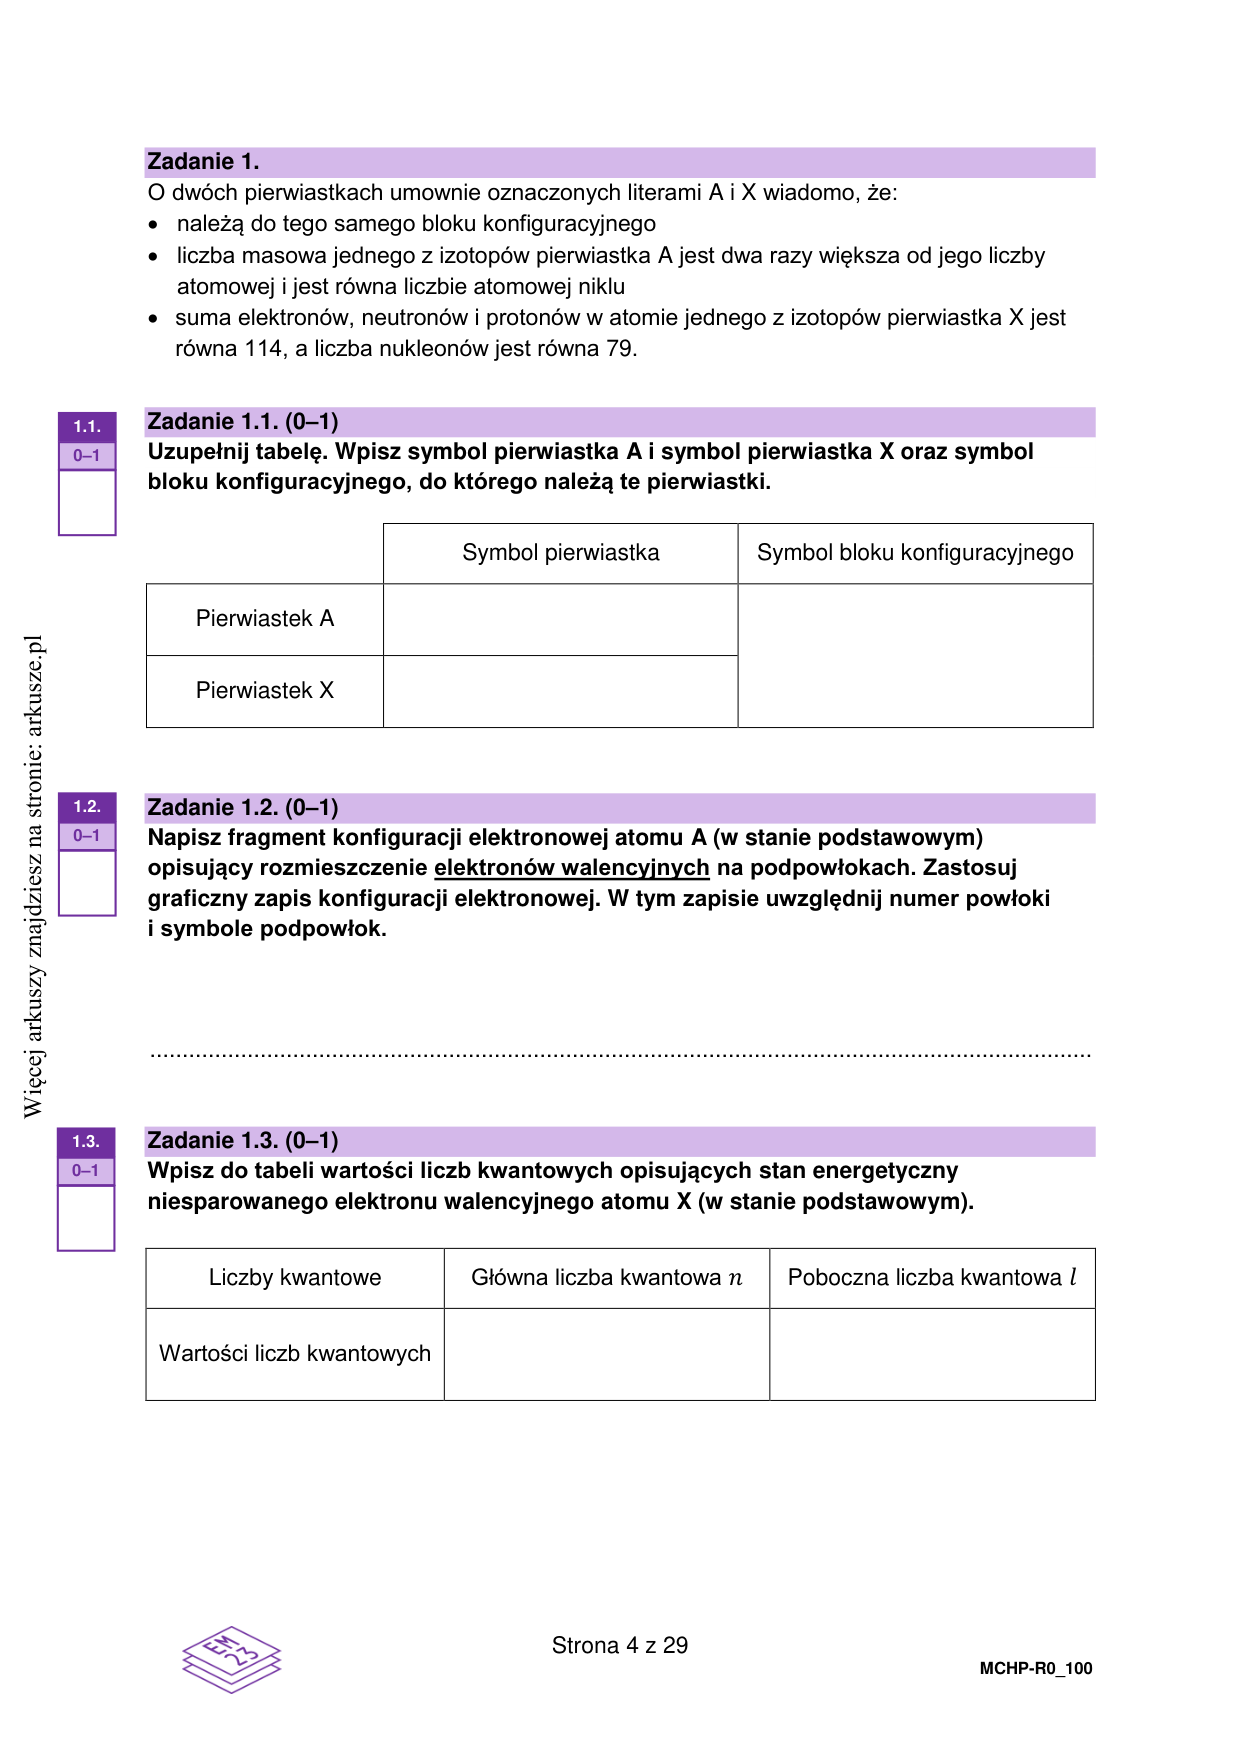 Zadanie 1.
O dwóch pierwiastkach umownie oznaczonych literami A i X wiadomo, że:
• należą do tego samego bloku konfiguracyjnego
• liczba masowa jednego z izotopów pierwiastka A jest dwa razy większa od jego liczby
atomowej i jest równa liczbie atomowej niklu
• suma elektronów, neutronów i protonów w atomie jednego z izotopów pierwiastka X jest
równa 114, a liczba nukleonów jest równa 79.
1.1.
0–1
Zadanie 1.1. (0–1)
Uzupełnij tabelę. Wpisz symbol pierwiastka A i symbol pierwiastka X oraz symbol
bloku konfiguracyjnego, do którego należą te pierwiastki.
Symbol pierwiastka
Symbol bloku konfiguracyjnego
Pierwiastek A
Pierwiastek X
Więcej arkuszy znajdziesz na stronie: arkusze.pl
1.2.
0–1
Zadanie 1.2. (0–1)
Napisz fragment konfiguracji elektronowej atomu A (w stanie podstawowym)
opisujący rozmieszczenie elektronów walencyjnych na podpowłokach. Zastosuj
graficzny zapis konfiguracji elektronowej. W tym zapisie uwzględnij numer powłoki
i symbole podpowłok.
1.3.
0–1
Zadanie 1.3. (0–1)
Wpisz do tabeli wartości liczb kwantowych opisujących stan energetyczny
niesparowanego elektronu walencyjnego atomu X (w stanie podstawowym).
Liczby kwantowe
Główna liczba kwantowa n
Poboczna liczba kwantowa l
Wartości liczb kwantowych
EM
23
Strona 4 z 29
MCHP-R0_100